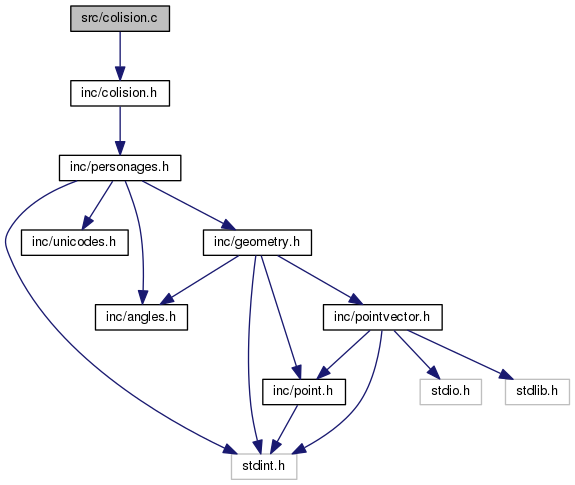 src/colision.c
inc/colision.h
inc/personages.h
inc/unicodes.h
inc/geometry.h
inc/angles.h
inc/pointvector.h
inc/point.h
stdio.h
stdlib.h
stdint.h